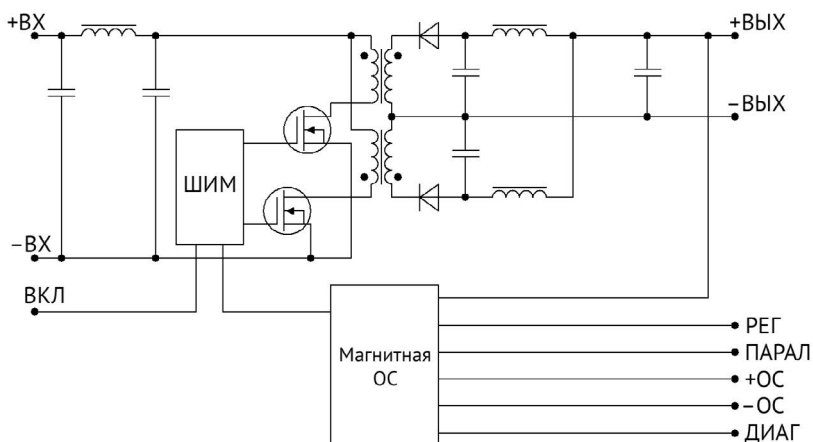 +ВХ
+ВЫХ
−ВЫХ
ШИМ
−ВХ
ВКЛ
Магнитная
ОС
РЕГ
ПАРАЛ
+ОС
−ОС
ДИАГ